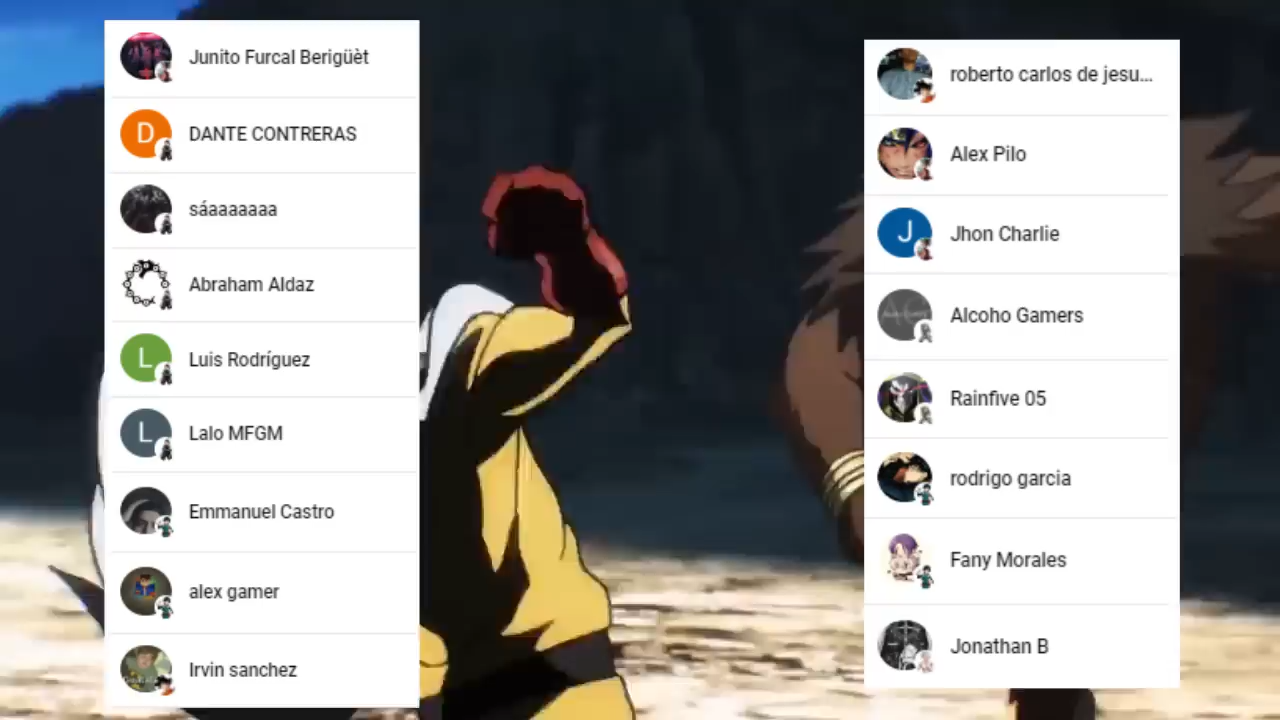 Junito Furcal Berigüèt
D DANTE CONTRERAS
sáaaaaaaa
Abraham Aldaz
L Luis Rodríguez
L Lalo MFGM
Emmanuel Castro
alex gamer
Irvin sanchez
roberto carlos de jesu...
Alex Pilo
J Jhon Charlie
Alcoho Gamers
Rainfive 05
rodrigo garcia
Fany Morales
Jonathan B